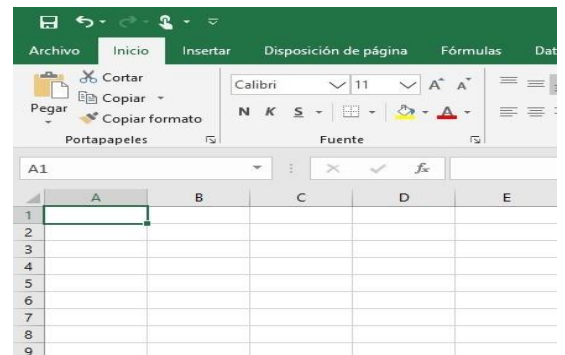 Archivo Inicio Insertar Disposición de página Fórmulas Dat
Pegar
Cortar
Copiar
Copiar formato
Portapapeles
Calibri 11 A A
N K S A
Fuente
A1 fx
A B C D E
1
2
3
4
5
6
7
8
9